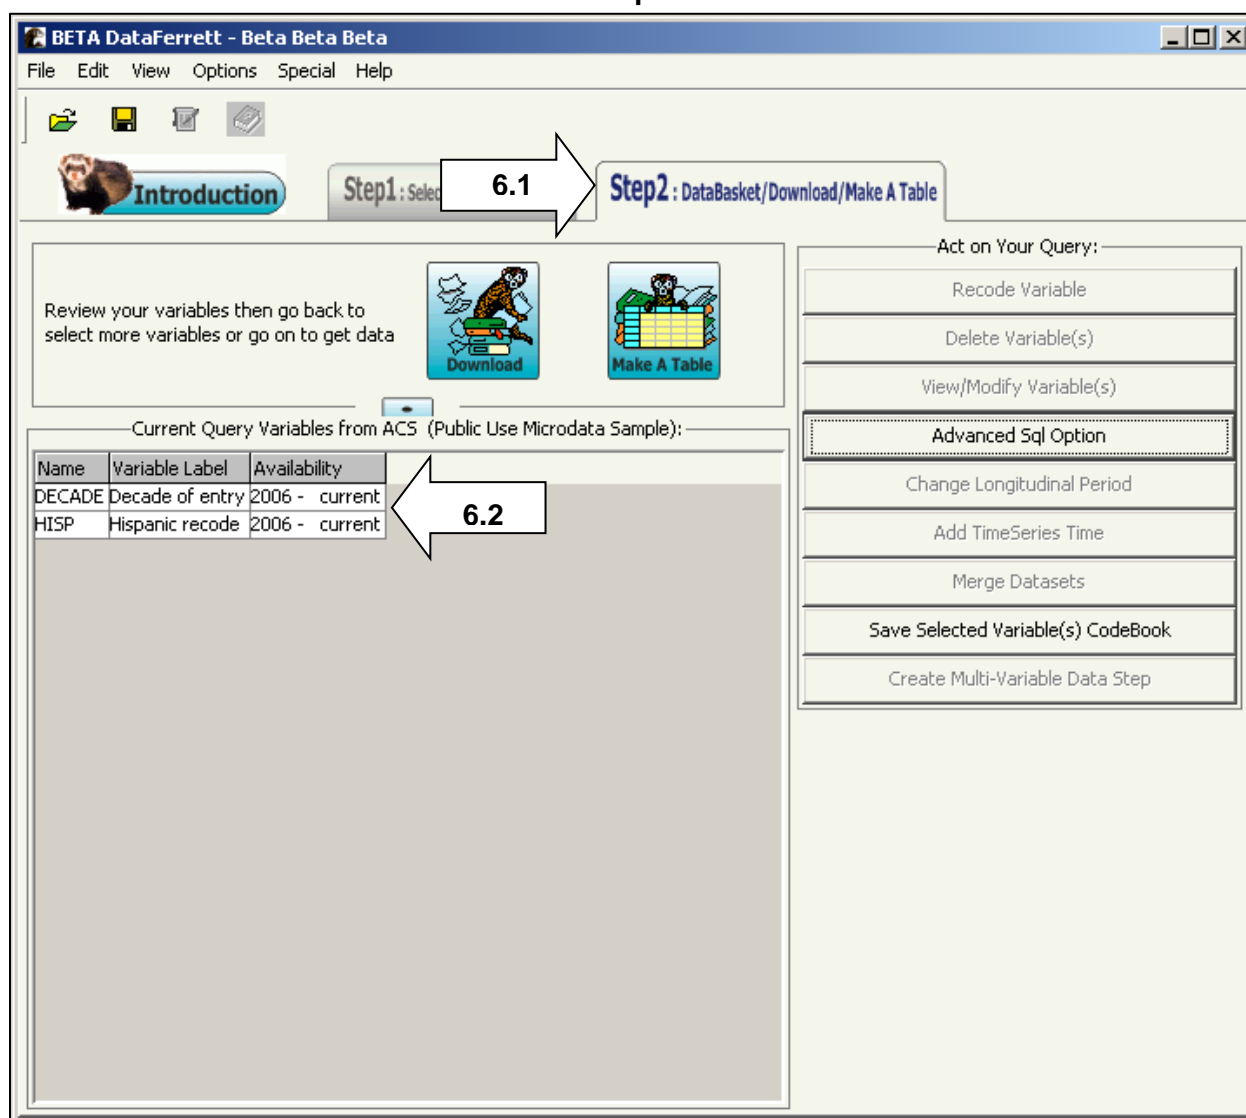 BETA DataFerrett - Beta Beta Beta
File Edit View Options Special Help
Introduction
Step1 : Selec
6.1
Step2 : DataBasket/Download/Make A Table
Review your variables then go back to
select more variables or go on to get data
Download
Make A Table
Act on Your Query:
Recode Variable
Delete Variable(s)
View/Modify Variable(s)
Advanced Sql Option
Change Longitudinal Period
Add TimeSeries Time
Merge Datasets
Save Selected Variable(s) CodeBook
Create Multi-Variable Data Step
Current Query Variables from ACS (Public Use Microdata Sample):
Name Variable Label Availability
DECADE Decade of entry 2006 - current
HISP Hispanic recode 2006 - current
6.2